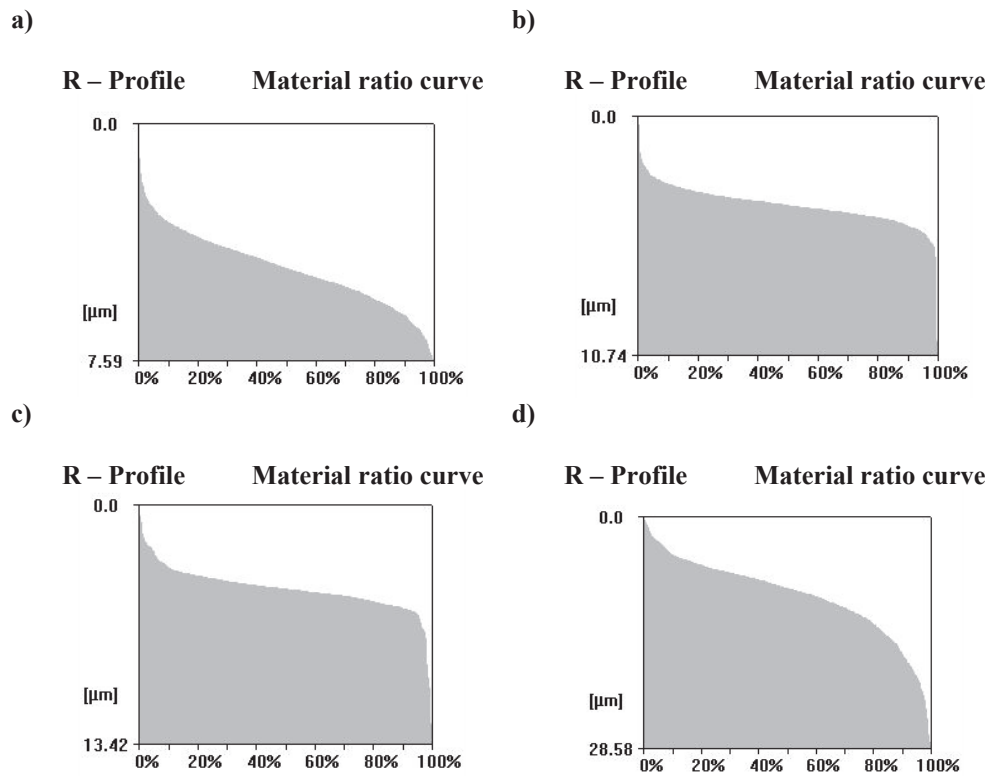 a)
R – Profile Material ratio curve
0.0
[µm]
7.59
0% 20% 40% 60% 80% 100%
b)
R – Profile Material ratio curve
0.0
[µm]
10.74
0% 20% 40% 60% 80% 100%
c)
R – Profile Material ratio curve
0.0
[µm]
13.42
0% 20% 40% 60% 80% 100%
d)
R – Profile Material ratio curve
0.0
[µm]
28.58
0% 20% 40% 60% 80% 100%